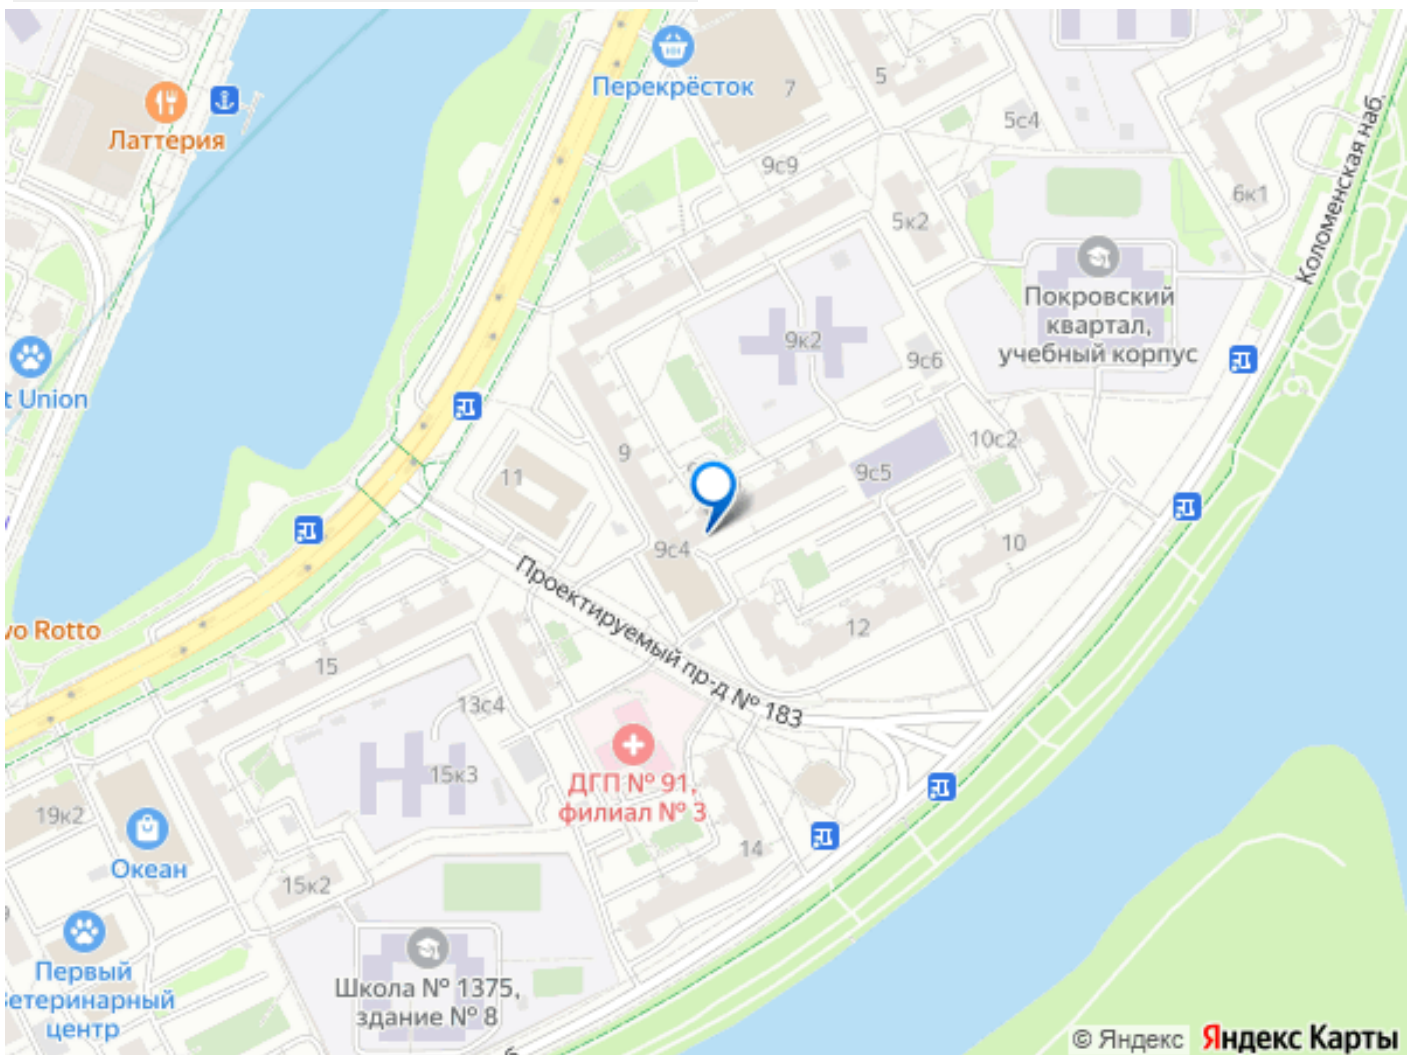 Перекрёсток
7
5
5с4
Латтерия
9с9
6к1
5к2
Коломенская наб.
Покровский
квартал,
учебный корпус
9к2
9с6
t Union
10с2
9
9с5
11
9с4
10
Проектируемый пр-д № 183
vo Rotto
12
15
13с4
15к3
ДГП № 91,
филиал № 3
19к2
14
Океан
15к2
Первый
етеринарный
центр
Школа № 1375,
здание № 8
© Яндекс Яндекс Карты